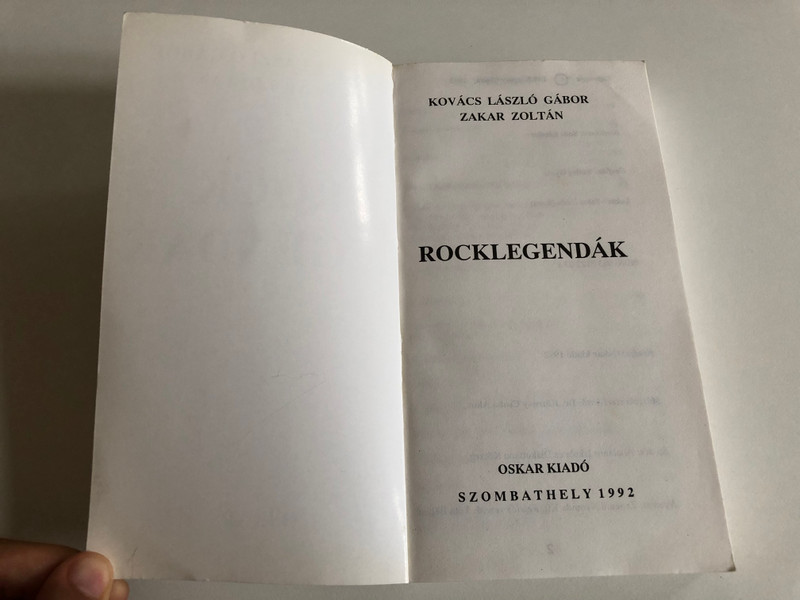 KOVÁCS LÁSZLÓ GÁBOR
ZAKAR ZOLTÁN
ROCKLEGENDÁK
OSKAR KIADÓ
SZOMBATHELY 1992